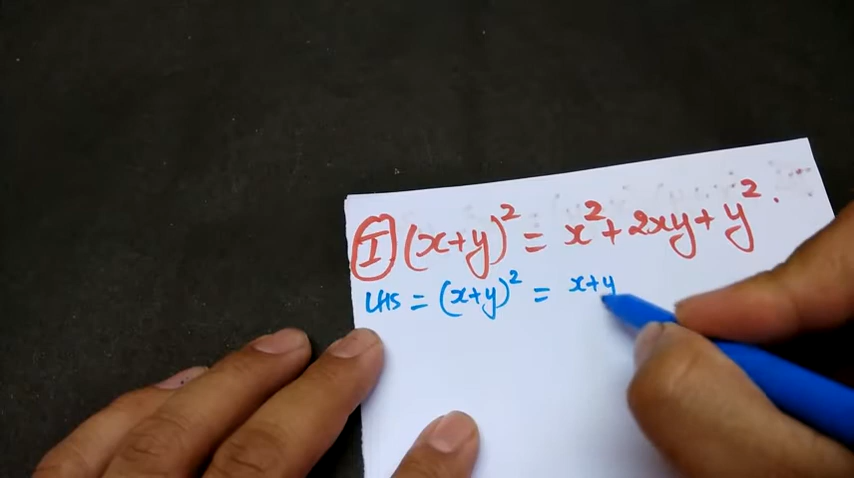 I (x+y)² = x² + 2xy + y².
LHS = (x+y)² = x+y